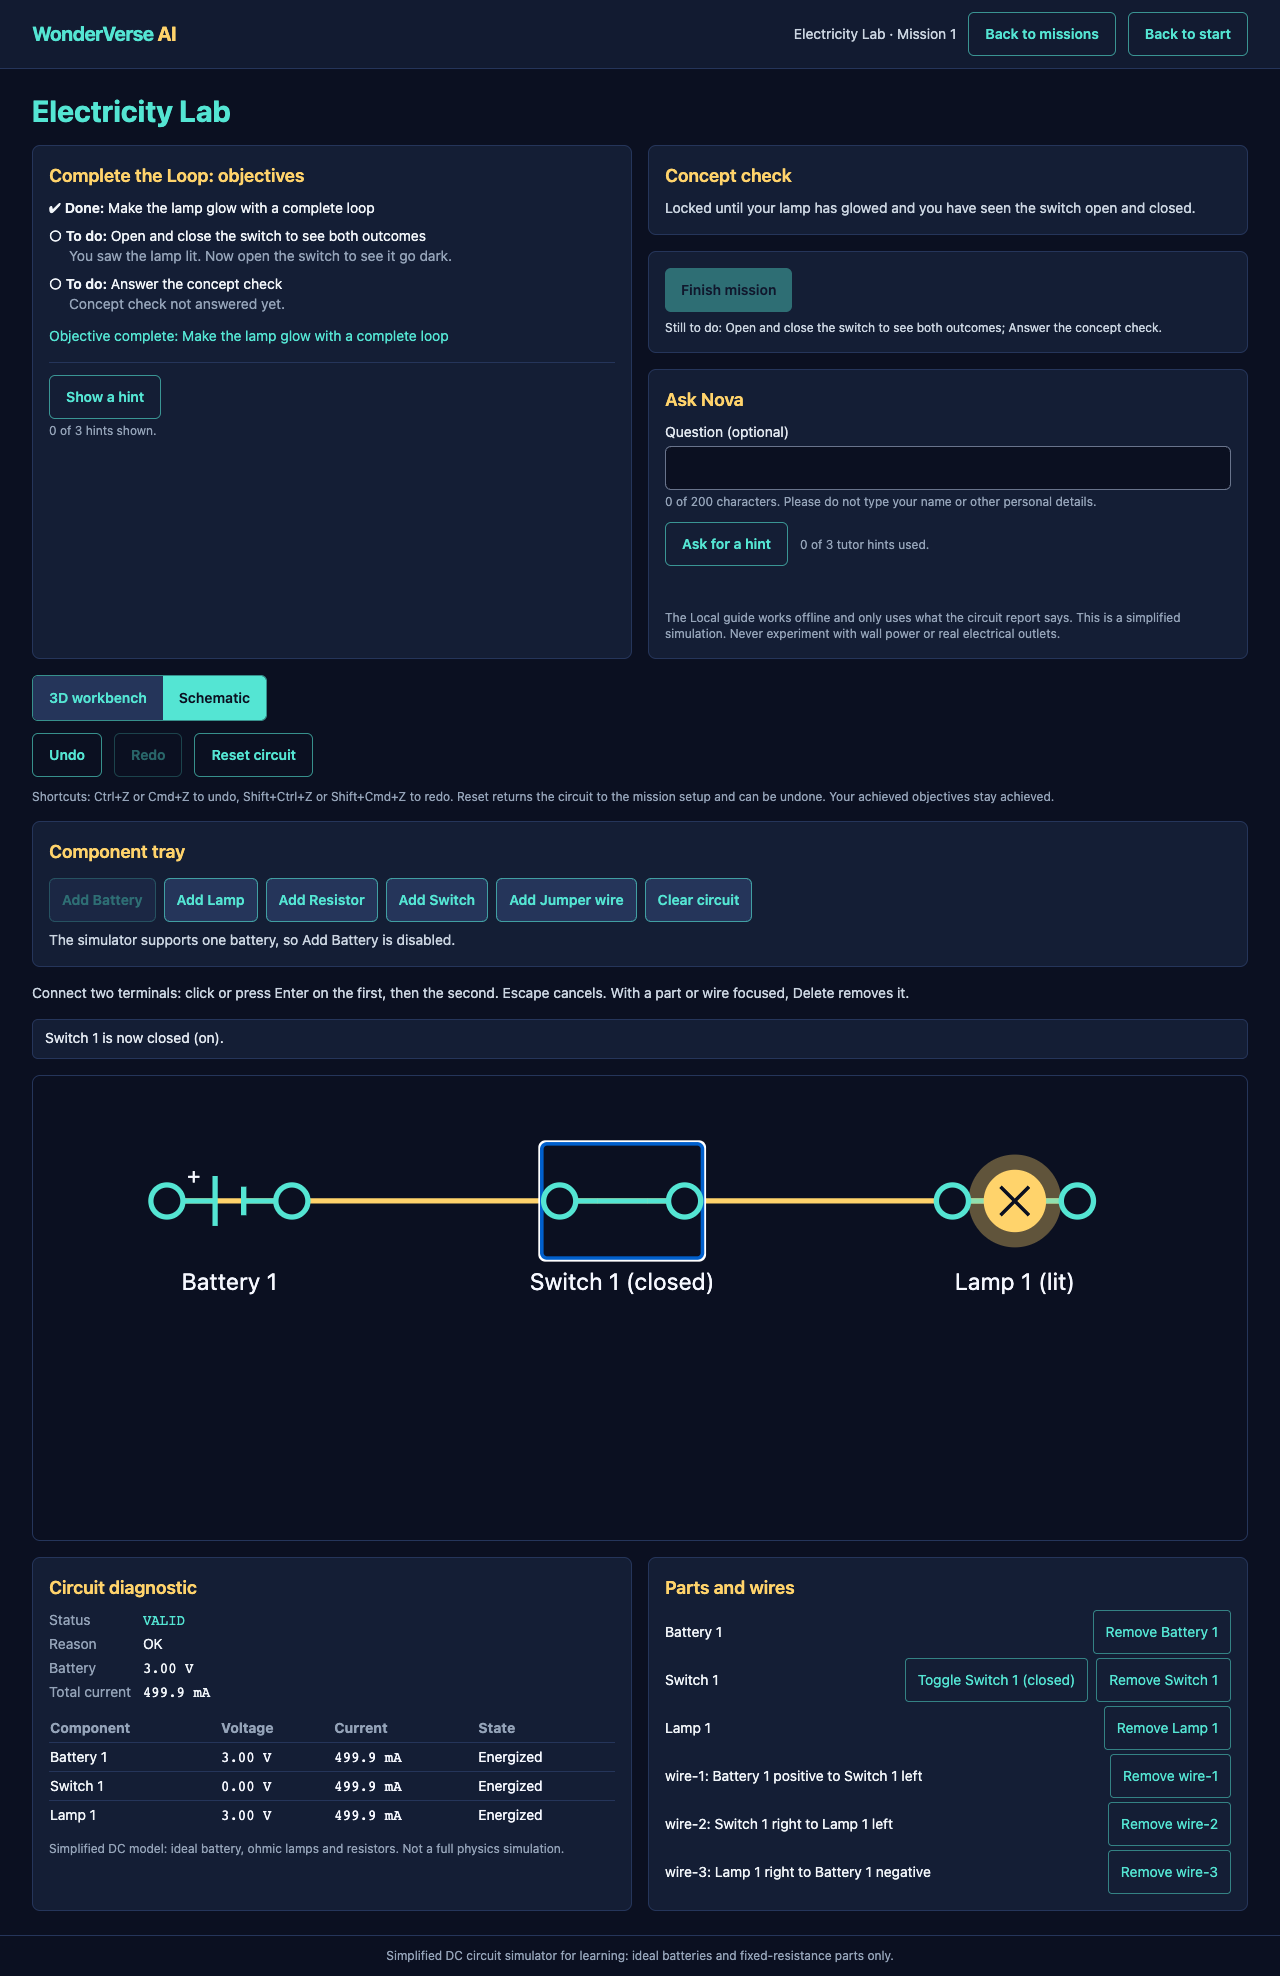 WonderVerse AI
Electricity Lab · Mission 1
Back to missions
Back to start
Electricity Lab
Complete the Loop: objectives
✔ Done: Make the lamp glow with a complete loop
○ To do: Open and close the switch to see both outcomes
You saw the lamp lit. Now open the switch to see it go dark.
○ To do: Answer the concept check
Concept check not answered yet.
Objective complete: Make the lamp glow with a complete loop
Show a hint
0 of 3 hints shown.
Concept check
Locked until your lamp has glowed and you have seen the switch open and closed.
Finish mission
Still to do: Open and close the switch to see both outcomes; Answer the concept check.
Ask Nova
Question (optional)
0 of 200 characters. Please do not type your name or other personal details.
Ask for a hint
0 of 3 tutor hints used.
The Local guide works offline and only uses what the circuit report says. This is a simplified
simulation. Never experiment with wall power or real electrical outlets.
3D workbench
Schematic
Undo
Redo
Reset circuit
Shortcuts: Ctrl+Z or Cmd+Z to undo, Shift+Ctrl+Z or Shift+Cmd+Z to redo. Reset returns the circuit to the mission setup and can be undone. Your achieved objectives stay achieved.
Component tray
Add Battery
Add Lamp
Add Resistor
Add Switch
Add Jumper wire
Clear circuit
The simulator supports one battery, so Add Battery is disabled.
Connect two terminals: click or press Enter on the first, then the second. Escape cancels. With a part or wire focused, Delete removes it.
Switch 1 is now closed (on).
+
Battery 1
Switch 1 (closed)
Lamp 1 (lit)
Circuit diagnostic
Status VALID
Reason OK
Battery 3.00 V
Total current 499.9 mA
Component Voltage Current State
Battery 1 3.00 V 499.9 mA Energized
Switch 1 0.00 V 499.9 mA Energized
Lamp 1 3.00 V 499.9 mA Energized
Simplified DC model: ideal battery, ohmic lamps and resistors. Not a full physics simulation.
Parts and wires
Battery 1 Remove Battery 1
Switch 1 Toggle Switch 1 (closed) Remove Switch 1
Lamp 1 Remove Lamp 1
wire-1: Battery 1 positive to Switch 1 left Remove wire-1
wire-2: Switch 1 right to Lamp 1 left Remove wire-2
wire-3: Lamp 1 right to Battery 1 negative Remove wire-3
Simplified DC circuit simulator for learning: ideal batteries and fixed-resistance parts only.